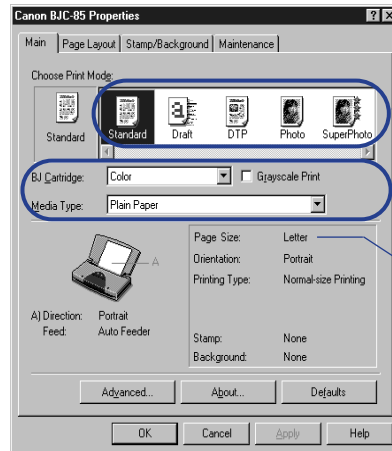 Canon BJC-85 Properties
Main Page Layout Stamp/Background Maintenance
Choose Print Mode:
Standard
Standard Draft DTP Photo SuperPhoto
BJ Cartridge: Color Grayscale Print
Media Type: Plain Paper
A
Page Size: Letter
Orientation: Portrait
Printing Type: Normal-size Printing
A) Direction: Portrait
Feed: Auto Feeder
Stamp: None
Background: None
Advanced... About... Defaults
OK Cancel Apply Help